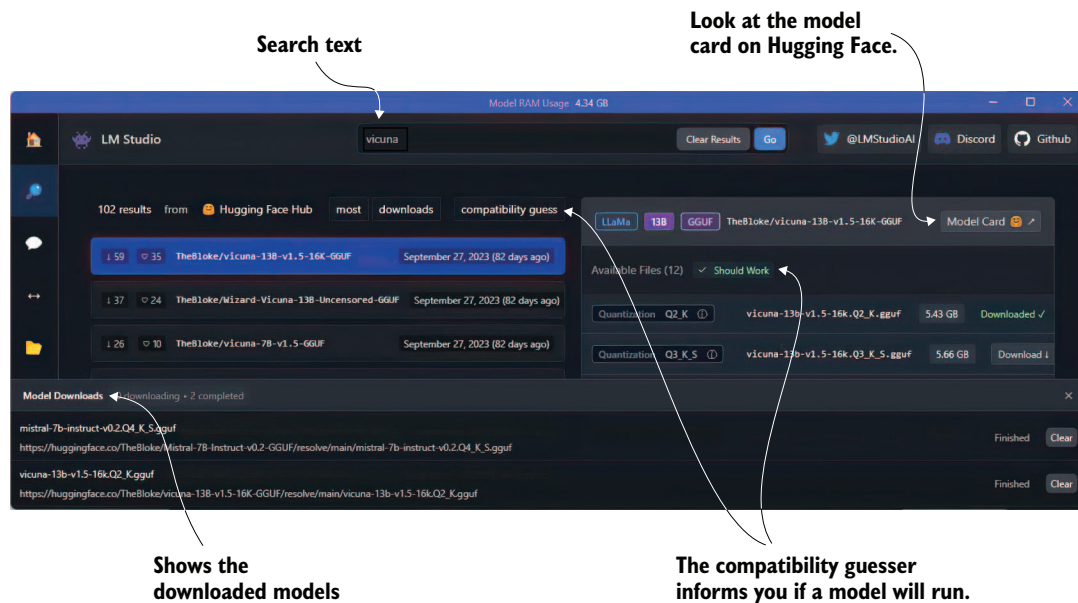 Look at the model
card on Hugging Face.
Search text
Model RAM Usage 4.34 GB
LM Studio
vicuna
Clear Results
Go
@LMStudioAI
Discord
Github
102 results from Hugging Face Hub
most
downloads
compatibility guess
LLaMa
13B
GGUF
TheBloke/vicuna-13B-v1.5-16K-GGUF
Model Card ↗
↓ 59 ♡ 35 TheBloke/vicuna-13B-v1.5-16K-GGUF September 27, 2023 (82 days ago)
Available Files (12) ✓ Should Work
↓ 37 ♡ 24 TheBloke/Wizard-Vicuna-13B-Uncensored-GGUF September 27, 2023 (82 days ago)
Quantization Q2_K vicuna-13b-v1.5-16k.Q2_K.gguf 5.43 GB Downloaded ✓
↓ 26 ♡ 10 TheBloke/vicuna-7B-v1.5-GGUF September 27, 2023 (82 days ago)
Quantization Q3_K_S vicuna-13b-v1.5-16k.Q3_K_S.gguf 5.66 GB Download ↓
Model Downloads downloading • 2 completed
mistral-7b-instruct-v0.2.Q4_K_S.gguf
https://huggingface.co/TheBloke/Mistral-7B-Instruct-v0.2-GGUF/resolve/main/mistral-7b-instruct-v0.2.Q4_K_S.gguf
Finished Clear
vicuna-13b-v1.5-16k.Q2_K.gguf
https://huggingface.co/TheBloke/vicuna-13B-v1.5-16K-GGUF/resolve/main/vicuna-13b-v1.5-16k.Q2_K.gguf
Finished Clear
Shows the
downloaded models
The compatibility guesser
informs you if a model will run.